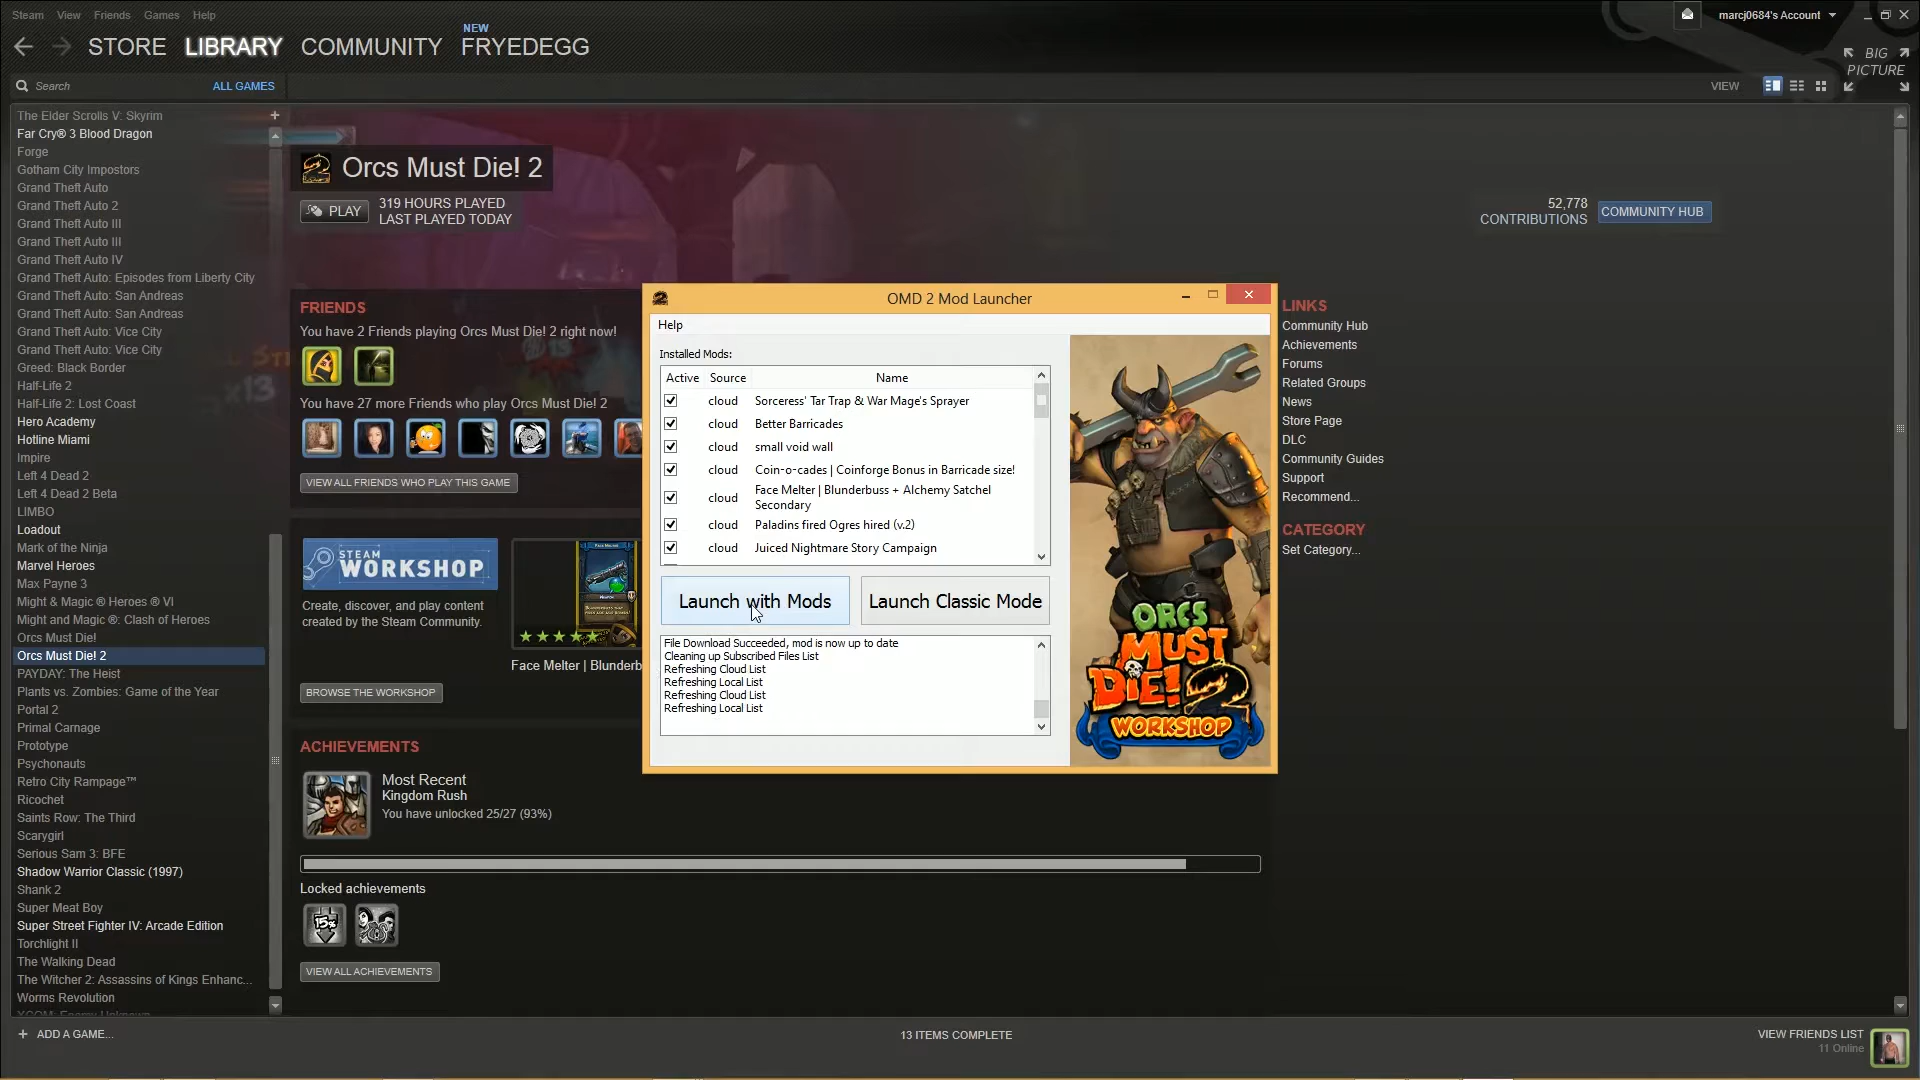 Steam View Friends Games Help
marcj0684's Account
NEW
STORE LIBRARY COMMUNITY FRYEDEGG
BIG
PICTURE
Search
ALL GAMES
VIEW
The Elder Scrolls V: Skyrim
Far Cry® 3 Blood Dragon
Forge
Gotham City Impostors
Grand Theft Auto
Grand Theft Auto 2
Grand Theft Auto III
Grand Theft Auto III
Grand Theft Auto IV
Grand Theft Auto: Episodes from Liberty City
Grand Theft Auto: San Andreas
Grand Theft Auto: San Andreas
Grand Theft Auto: Vice City
Grand Theft Auto: Vice City
Greed: Black Border
Half-Life 2
Half-Life 2: Lost Coast
Hero Academy
Hotline Miami
Impire
Left 4 Dead 2
Left 4 Dead 2 Beta
LIMBO
Loadout
Mark of the Ninja
Marvel Heroes
Max Payne 3
Might & Magic ® Heroes ® VI
Might and Magic ®: Clash of Heroes
Orcs Must Die!
Orcs Must Die! 2
PAYDAY: The Heist
Plants vs. Zombies: Game of the Year
Portal 2
Primal Carnage
Prototype
Psychonauts
Retro City Rampage™
Ricochet
Saints Row: The Third
Scarygirl
Serious Sam 3: BFE
Shadow Warrior Classic (1997)
Shank 2
Super Meat Boy
Super Street Fighter IV: Arcade Edition
Torchlight II
The Walking Dead
The Witcher 2: Assassins of Kings Enhanc...
Worms Revolution
XCOM: Enemy Unknown
+ ADD A GAME...
Orcs Must Die! 2
PLAY
319 HOURS PLAYED
LAST PLAYED TODAY
52,778
CONTRIBUTIONS
COMMUNITY HUB
x13
FRIENDS
You have 2 Friends playing Orcs Must Die! 2 right now!
You have 27 more Friends who play Orcs Must Die! 2
VIEW ALL FRIENDS WHO PLAY THIS GAME
STEAM
WORKSHOP
Create, discover, and play content
created by the Steam Community.
BROWSE THE WORKSHOP
Face Melter | Blunderb
ACHIEVEMENTS
Most Recent
Kingdom Rush
You have unlocked 25/27 (93%)
Locked achievements
15%
VIEW ALL ACHIEVEMENTS
OMD 2 Mod Launcher
Help
Installed Mods:
Active Source Name
cloud Sorceress' Tar Trap & War Mage's Sprayer
cloud Better Barricades
cloud small void wall
cloud Coin-o-cades | Coinforge Bonus in Barricade size!
cloud Face Melter | Blunderbuss + Alchemy Satchel
Secondary
cloud Paladins fired Ogres hired (v.2)
cloud Juiced Nightmare Story Campaign
Launch with Mods
Launch Classic Mode
File Download Succeeded, mod is now up to date
Cleaning up Subscribed Files List
Refreshing Cloud List
Refreshing Local List
Refreshing Cloud List
Refreshing Local List
ORCS
MUST
DIE! 2
WORKSHOP
LINKS
Community Hub
Achievements
Forums
Related Groups
News
Store Page
DLC
Community Guides
Support
Recommend...
CATEGORY
Set Category...
13 ITEMS COMPLETE
VIEW FRIENDS LIST
11 Online